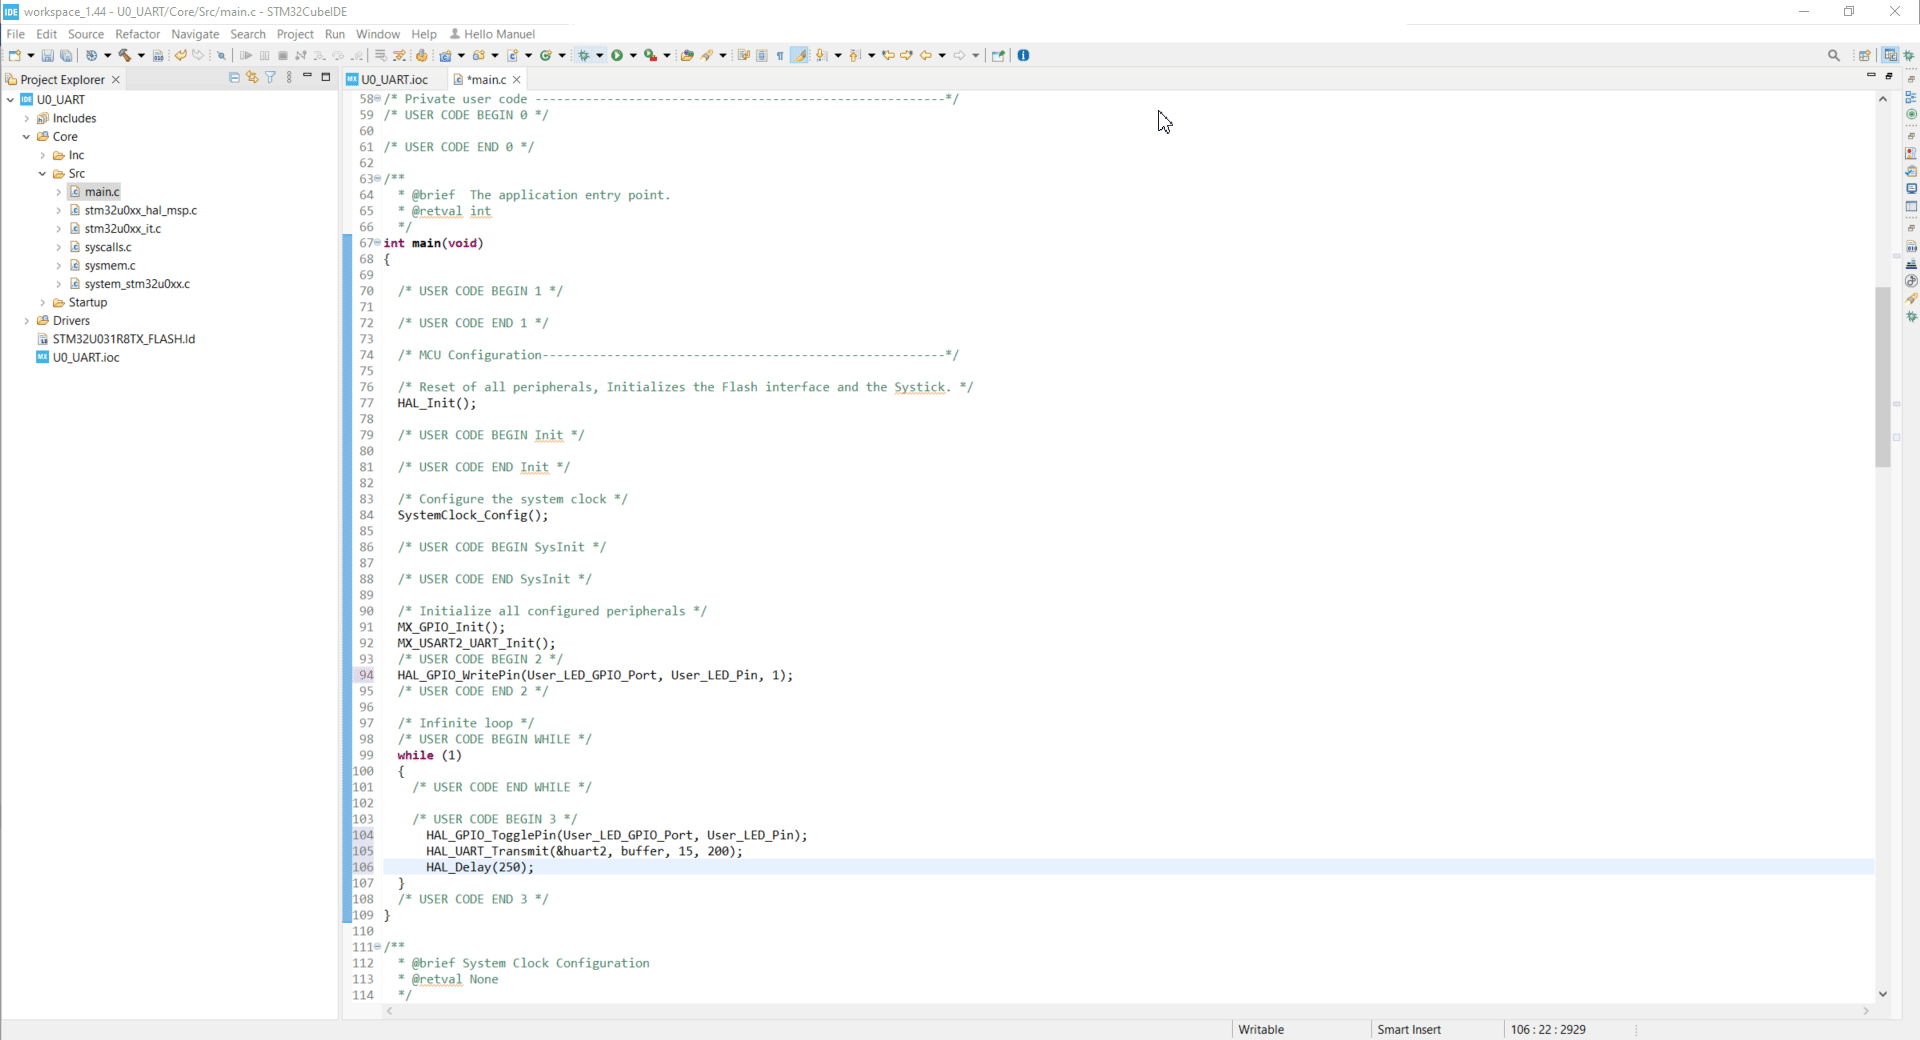 IDE workspace_1.44 - U0_UART/Core/Src/main.c - STM32CubeIDE
File Edit Source Refactor Navigate Search Project Run Window Help Hello Manuel
Project Explorer
MX U0_UART.ioc
*main.c
IDE U0_UART
Includes
Core
Inc
Src
main.c
stm32u0xx_hal_msp.c
stm32u0xx_it.c
syscalls.c
sysmem.c
system_stm32u0xx.c
Startup
Drivers
STM32U031R8TX_FLASH.ld
MX U0_UART.ioc
58 /* Private user code ---------------------------------------------------------*/
59 /* USER CODE BEGIN 0 */
60
61 /* USER CODE END 0 */
62
63 /**
64 * @brief  The application entry point.
65 * @retval int
66 */
67 int main(void)
68 {
69
70 /* USER CODE BEGIN 1 */
71
72 /* USER CODE END 1 */
73
74 /* MCU Configuration--------------------------------------------------------*/
75
76 /* Reset of all peripherals, Initializes the Flash interface and the Systick. */
77 HAL_Init();
78
79 /* USER CODE BEGIN Init */
80
81 /* USER CODE END Init */
82
83 /* Configure the system clock */
84 SystemClock_Config();
85
86 /* USER CODE BEGIN SysInit */
87
88 /* USER CODE END SysInit */
89
90 /* Initialize all configured peripherals */
91 MX_GPIO_Init();
92 MX_USART2_UART_Init();
93 /* USER CODE BEGIN 2 */
94 HAL_GPIO_WritePin(User_LED_GPIO_Port, User_LED_Pin, 1);
95 /* USER CODE END 2 */
96
97 /* Infinite loop */
98 /* USER CODE BEGIN WHILE */
99 while (1)
100 {
101 /* USER CODE END WHILE */
102
103 /* USER CODE BEGIN 3 */
104 HAL_GPIO_TogglePin(User_LED_GPIO_Port, User_LED_Pin);
105 HAL_UART_Transmit(&huart2, buffer, 15, 200);
106 HAL_Delay(250);
107 }
108 /* USER CODE END 3 */
109 }
110
111 /**
112 * @brief System Clock Configuration
113 * @retval None
114 */
Writable
Smart Insert
106 : 22 : 2929